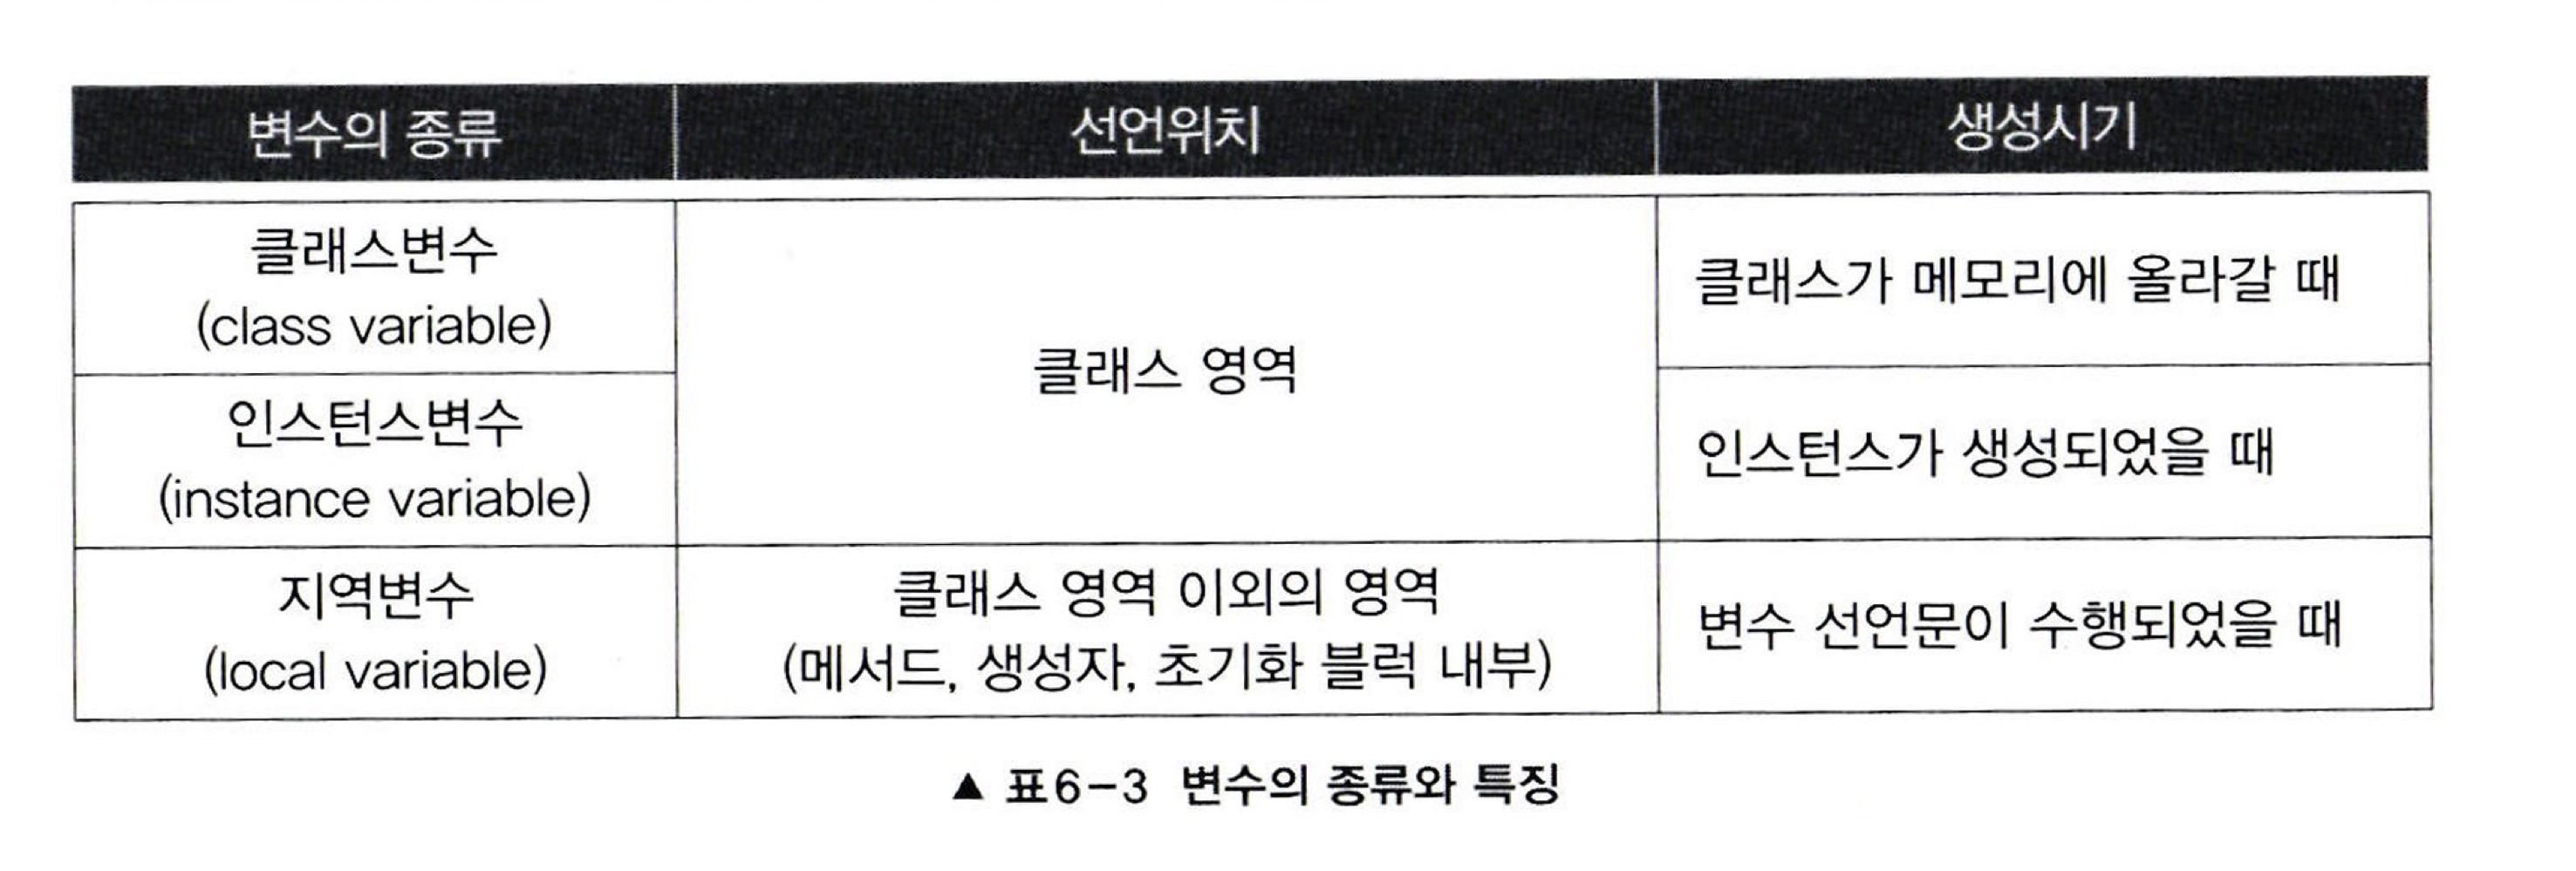 변수의 종류
선언위치
생성시기
클래스변수
(class variable)
클래스 영역
클래스가 메모리에 올라갈 때
인스턴스변수
(instance variable)
인스턴스가 생성되었을 때
지역변수
(local variable)
클래스 영역 이외의 영역
(메서드, 생성자, 초기화 블럭 내부)
변수 선언문이 수행되었을 때
▲ 표6-3 변수의 종류와 특징